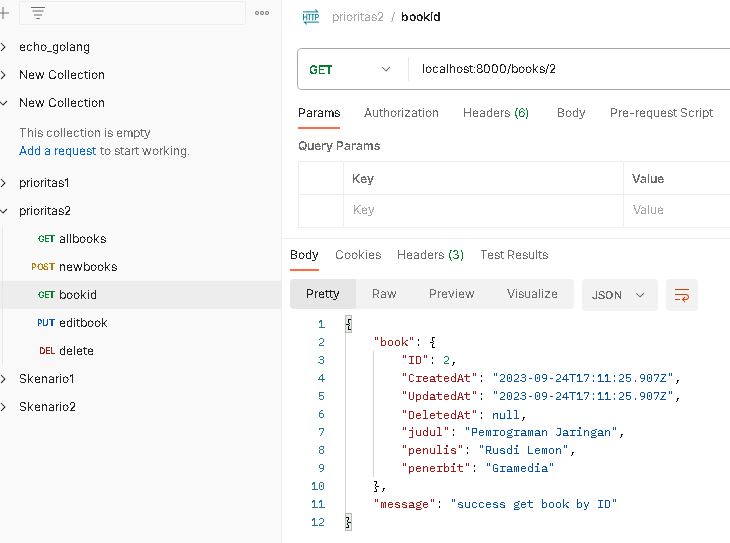 echo_golang
New Collection
New Collection
This collection is empty
Add a request to start working.
prioritas1
prioritas2
GET allbooks
POST newbooks
GET bookid
PUT editbook
DEL delete
Skenario1
Skenario2
HTTP prioritas2 / bookid
GET localhost:8000/books/2
Params Authorization Headers (6) Body Pre-request Script
Query Params
Key Value
Key Value
Body Cookies Headers (3) Test Results
Pretty Raw Preview Visualize JSON
1 {
2 "book": {
3 "ID": 2,
4 "CreatedAt": "2023-09-24T17:11:25.907Z",
5 "UpdatedAt": "2023-09-24T17:11:25.907Z",
6 "DeletedAt": null,
7 "judul": "Pemrograman Jaringan",
8 "penulis": "Rusdi Lemon",
9 "penerbit": "Gramedia"
10 },
11 "message": "success get book by ID"
12 }